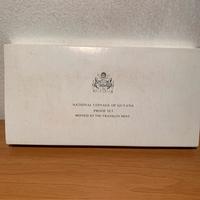 NATIONAL COINAGE OF GUYANA
PROOF SET
MINTED BY THE FRANKLIN MINT